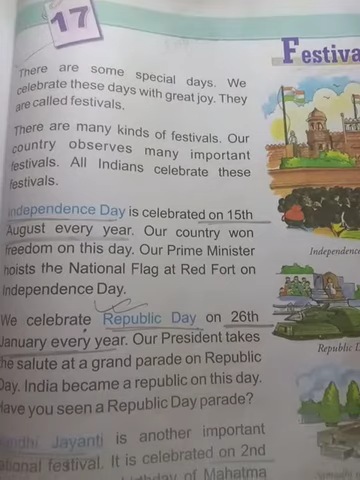 17
Festiva
There are some special days. We
celebrate these days with great joy. They
are called festivals.
There are many kinds of festivals. Our
country observes many important
festivals. All Indians celebrate these
festivals.
Independence Day is celebrated on 15th
August every year. Our country won
freedom on this day. Our Prime Minister
hoists the National Flag at Red Fort on
Independence Day.
Independence
We celebrate Republic Day on 26th
January every year. Our President takes
the salute at a grand parade on Republic
Day. India became a republic on this day.
Have you seen a Republic Day parade?
Republic D
Gandhi Jayanti is another important
national festival. It is celebrated on 2nd
birthday of Mahatma